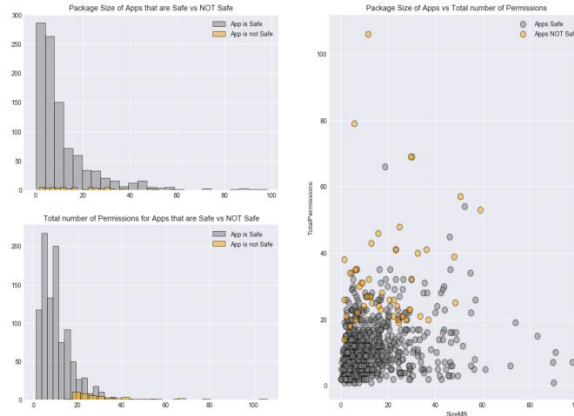 Package Size of Apps that are Safe vs NOT Safe
App is Safe
App is not Safe
300
250
200
150
100
50
0
0 20 40 60 80 100
Total number of Permissions for Apps that are Safe vs NOT Safe
App is Safe
App is not Safe
200
150
100
50
0
0 20 40 60 80 100
Package Size of Apps vs Total number of Permissions
Apps Safe
Apps NOT Safe
100
80
60
40
20
0
TotalPermissions
0 20 40 60 80 100
SizeMB